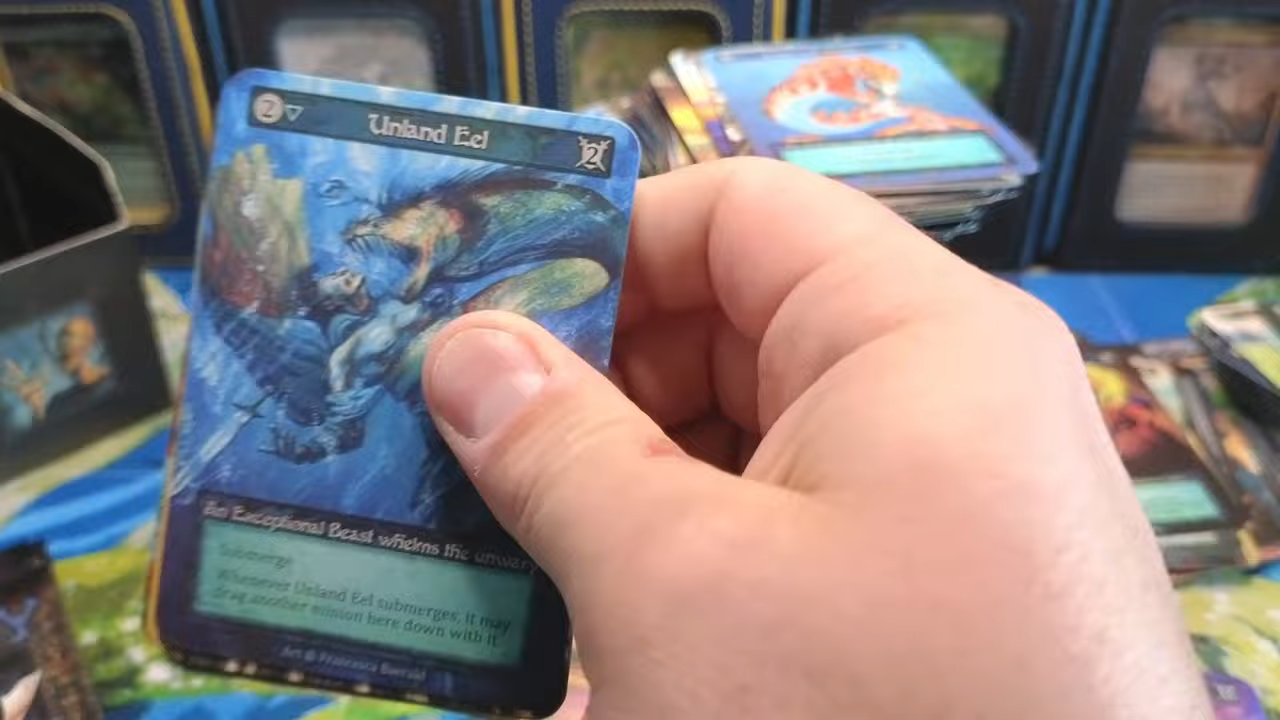 2
Unland Eel
2
An Exceptional Beast whelms the unwary
Submerge
Whenever Unland Eel submerges, it may
drag another minion here down with it
Art @ Francesca Baerald